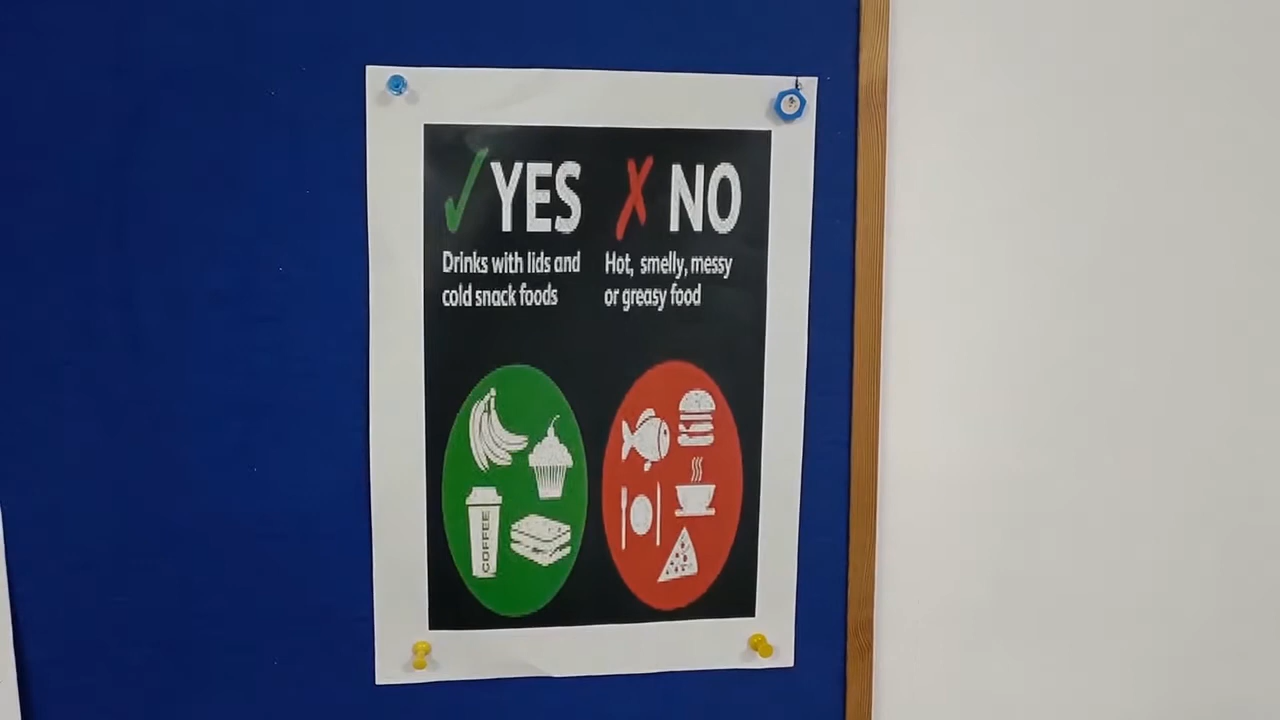 YES
Drinks with lids and
cold snack foods
NO
Hot, smelly, messy
or greasy food
COFFEE